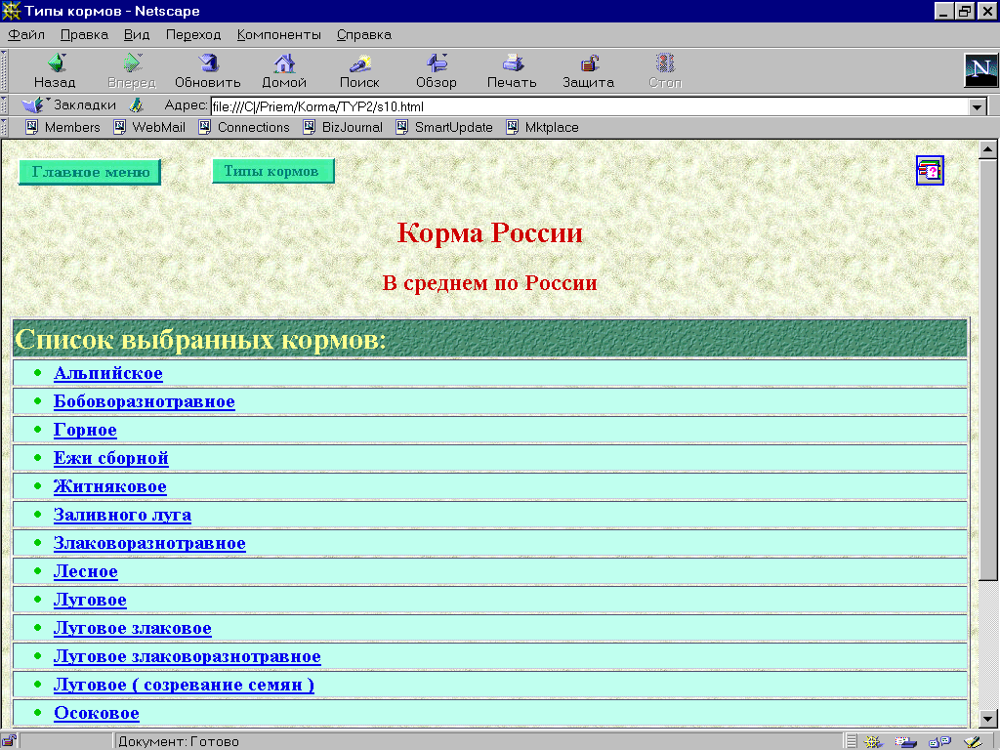 Типы кормов - Netscape
Файл Правка Вид Переход Компоненты Справка
Назад Вперед Обновить Домой Поиск Обзор Печать Защита Стоп
N
Закладки Адрес: file:///C|/Priem/Korma/TYP2/s10.html
Members WebMail Connections BizJournal SmartUpdate Mktplace
Главное меню Типы кормов
Корма России
В среднем по России
Список выбранных кормов:
Альпийское
Бобоворазнотравное
Горное
Ежи сборной
Житняковое
Заливного луга
Злаковоразнотравное
Лесное
Луговое
Луговое злаковое
Луговое злаковоразнотравное
Луговое ( созревание семян )
Осоковое
Документ: Готово